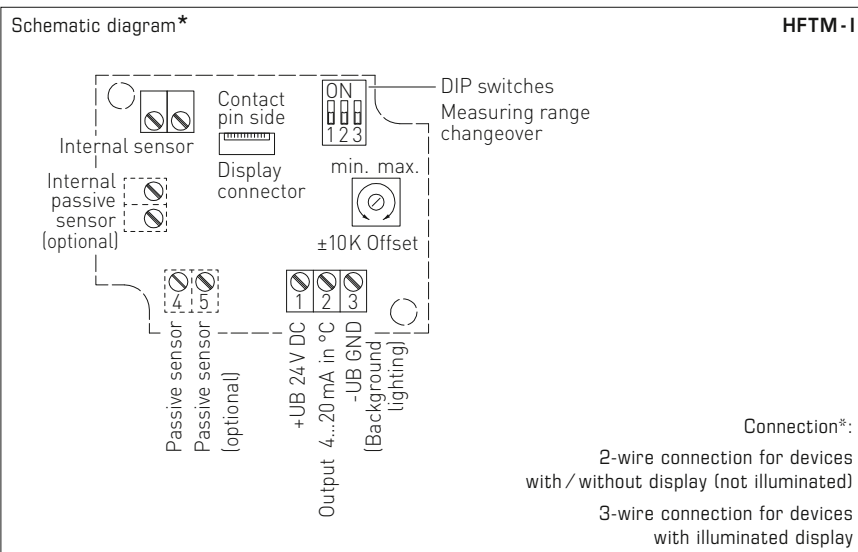 Schematic diagram*
HFTM-I
ON
1 2 3
DIP switches
Measuring range
changeover
Contact
pin side
Internal sensor
Display
connector
min. max.
±10K Offset
Internal
passive
sensor
(optional)
4 5
1 2 3
Passive sensor
Passive sensor
(optional)
+UB 24V DC
Output 4...20mA in °C
-UB GND
(Background
lighting)
Connection*:
2-wire connection for devices
with / without display (not illuminated)
3-wire connection for devices
with illuminated display